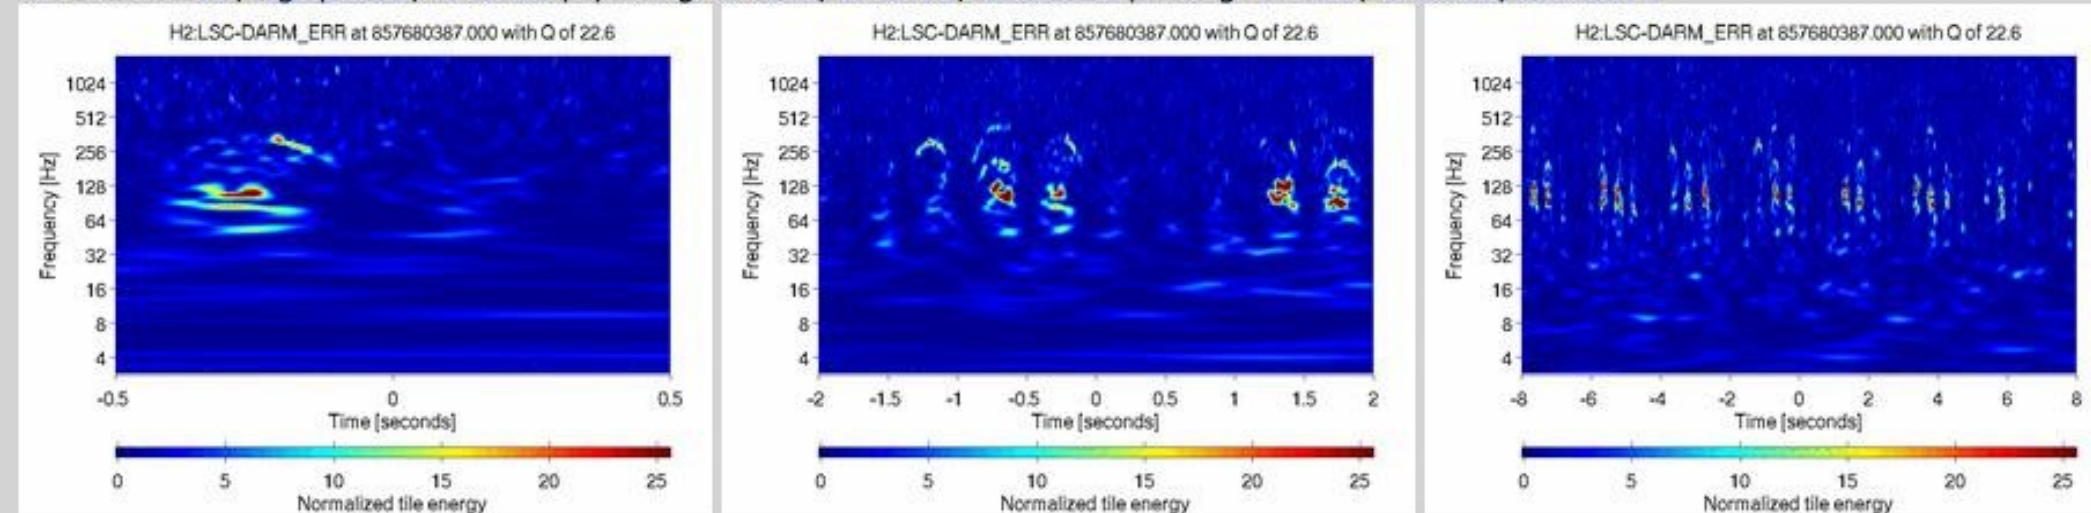 H2:LSC-DARM_ERR at 857680387.000 with Q of 22.6
Frequency [Hz]
1024
512
256
128
64
32
16
8
4
-0.5 0 0.5
Time [seconds]
0 5 10 15 20 25
Normalized tile energy
H2:LSC-DARM_ERR at 857680387.000 with Q of 22.6
Frequency [Hz]
1024
512
256
128
64
32
16
8
4
-2 -1.5 -1 -0.5 0 0.5 1 1.5 2
Time [seconds]
0 5 10 15 20 25
Normalized tile energy
H2:LSC-DARM_ERR at 857680387.000 with Q of 22.6
Frequency [Hz]
1024
512
256
128
64
32
16
8
4
-8 -6 -4 -2 0 2 4 6 8
Time [seconds]
0 5 10 15 20 25
Normalized tile energy